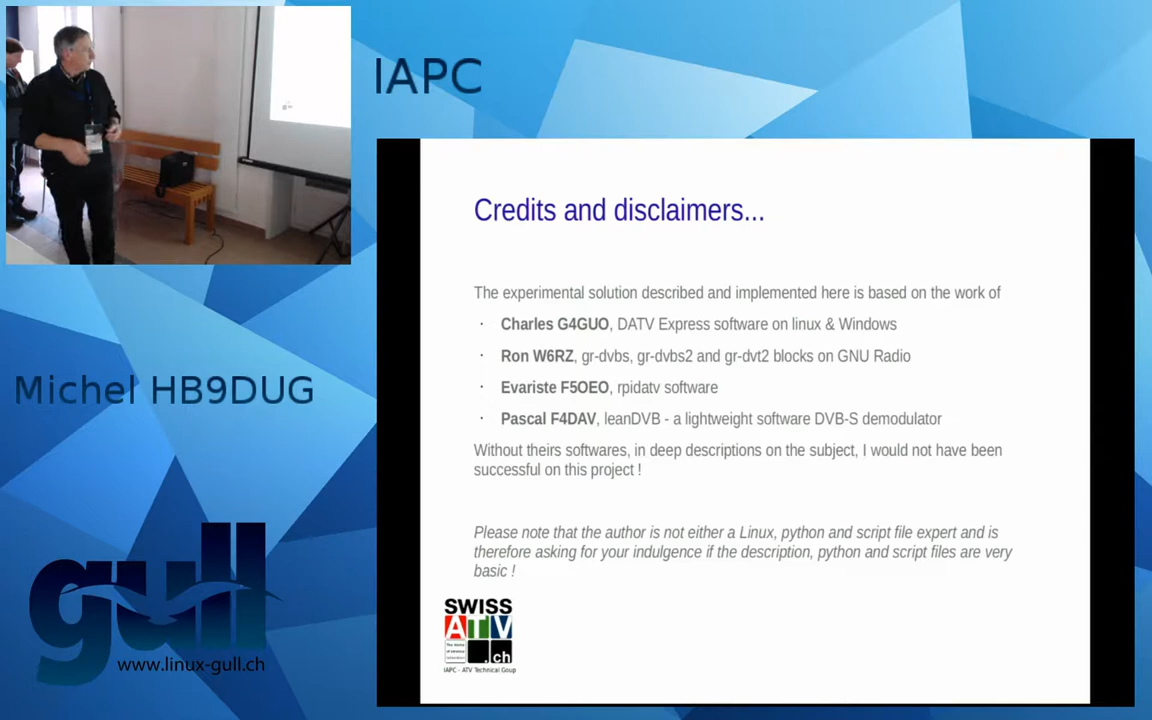 IAPC
Michel HB9DUG
gull
www.linux-gull.ch
Credits and disclaimers...
The experimental solution described and implemented here is based on the work of
· Charles G4GUO, DATV Express software on linux & Windows
· Ron W6RZ, gr-dvbs, gr-dvbs2 and gr-dvt2 blocks on GNU Radio
· Evariste F5OEO, rpidatv software
· Pascal F4DAV, leanDVB - a lightweight software DVB-S demodulator
Without theirs softwares, in deep descriptions on the subject, I would not have been
successful on this project !
Please note that the author is not either a Linux, python and script file expert and is
therefore asking for your indulgence if the description, python and script files are very
basic !
SWISS
ATV
.ch
IAPC - ATV Technical Goup